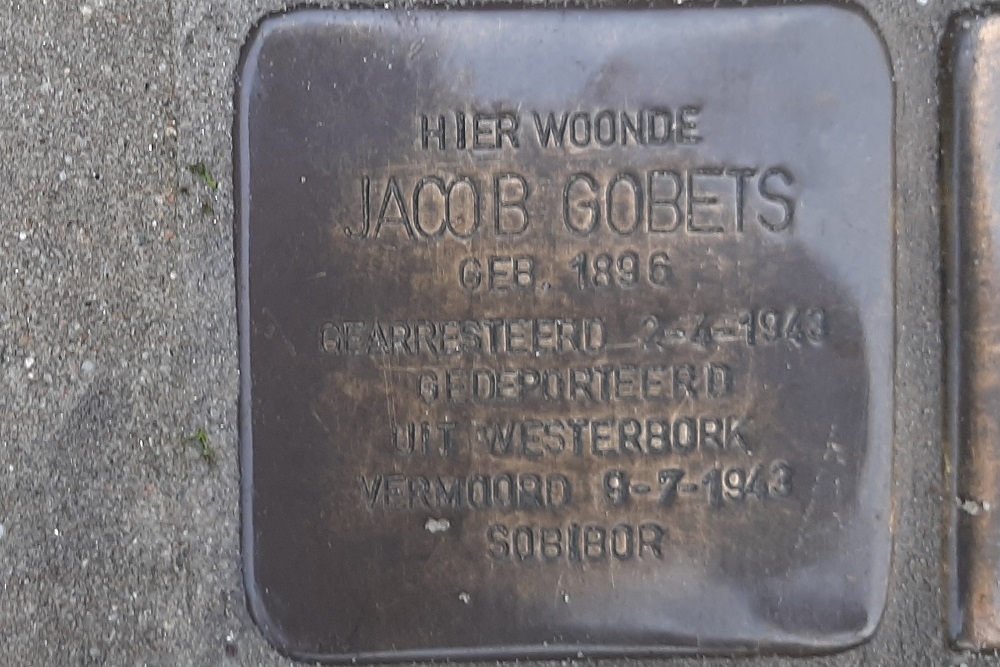 HIER WOONDE
JACOB GOBETS
GEB. 1896
GEARRESTEERD 2-4-1943
GEDEPORTEERD
UIT WESTERBORK
VERMOORD 9-7-1943
SOBIBOR